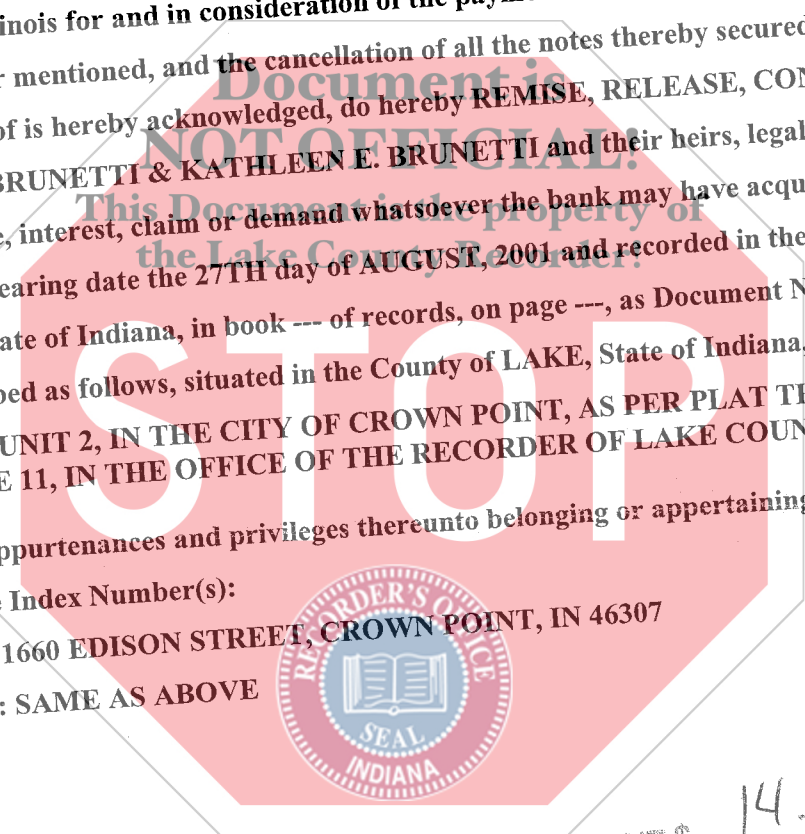 inois for and in consideration of the paym
r mentioned, and the cancellation of all the notes thereby secured
of is hereby acknowledged, do hereby REMISE, RELEASE, CON
BRUNETTI & KATHLEEN E. BRUNETTI and their heirs, legal
e, interest, claim or demand whatsoever the bank may have acqu
earing date the 27TH day of AUGUST, 2001 and recorded in the
ate of Indiana, in book --- of records, on page ---, as Document N
bed as follows, situated in the County of LAKE, State of Indiana,
UNIT 2, IN THE CITY OF CROWN POINT, AS PER PLAT TH
E 11, IN THE OFFICE OF THE RECORDER OF LAKE COUN
appurtenances and privileges thereunto belonging or appertaining
e Index Number(s):
1660 EDISON STREET, CROWN POINT, IN 46307
: SAME AS ABOVE
Document is
NOT OFFICIAL!
This Document is the property of
the Lake County Recorder!
STOP
RECORDER'S OFFICE
SEAL
INDIANA
14.